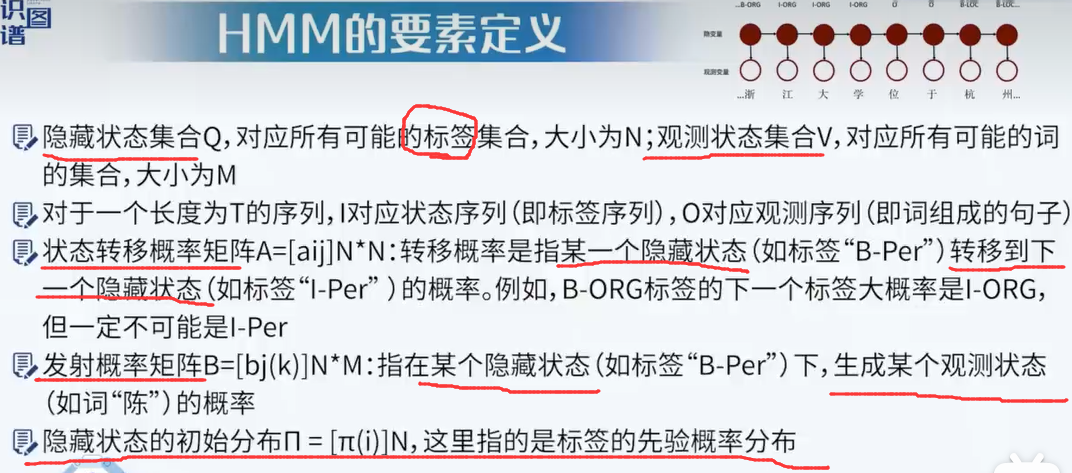 识图
谱
HMM的要素定义
...B-ORG I-ORG I-ORG I-ORG O O B-LOC B-LOC...
隐变量
观测变量
...浙 江 大 学 位 于 杭 州...
隐藏状态集合Q，对应所有可能的标签集合，大小为N；观测状态集合V，对应所有可能的词
的集合，大小为M
对于一个长度为T的序列，I对应状态序列（即标签序列），O对应观测序列（即词组成的句子）
状态转移概率矩阵A=[aij]N*N：转移概率是指某一个隐藏状态（如标签“B-Per”）转移到下
一个隐藏状态（如标签“I-Per” ）的概率。例如，B-ORG标签的下一个标签大概率是I-ORG，
但一定不可能是I-Per
发射概率矩阵B=[bj(k)]N*M：指在某个隐藏状态（如标签“B-Per”）下，生成某个观测状态
（如词“陈”）的概率
隐藏状态的初始分布Π = [π(i)]N，这里指的是标签的先验概率分布